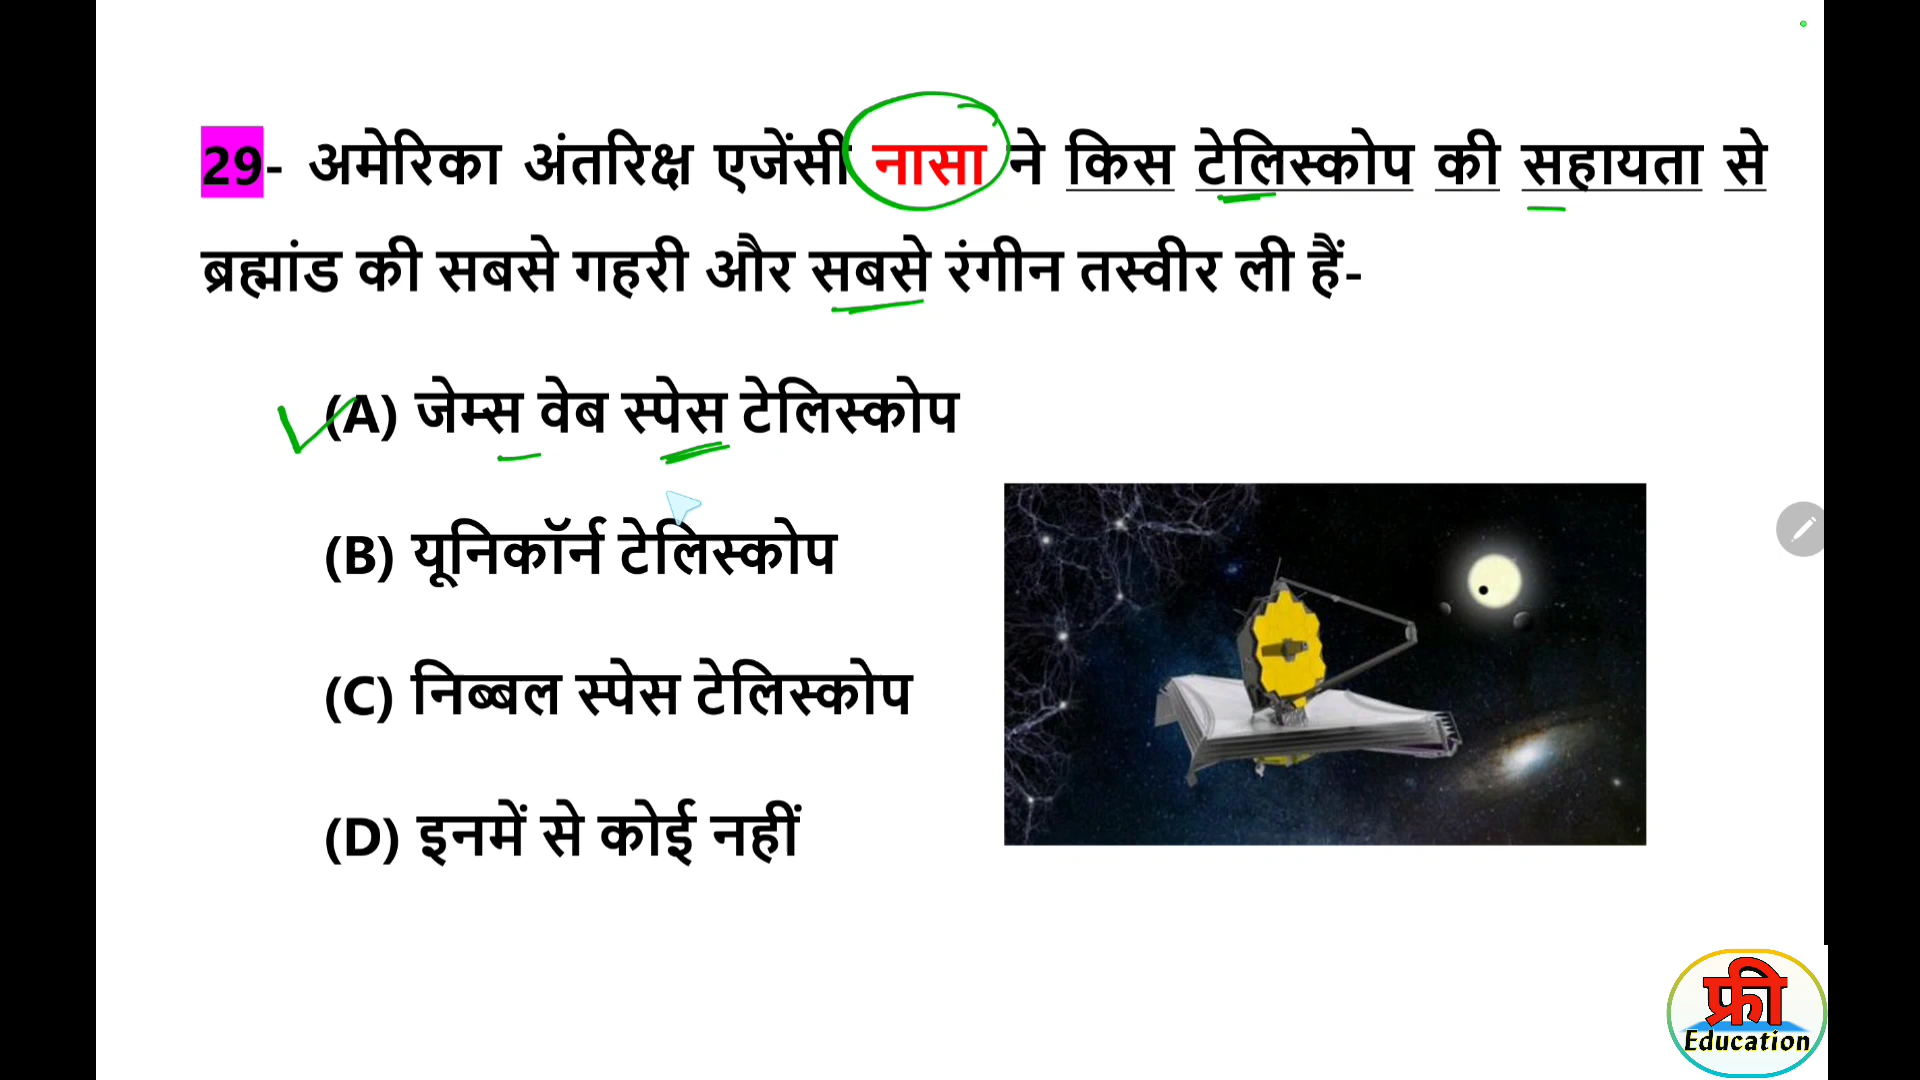 29- अमेरिका अंतरिक्ष एजेंसी नासा ने किस टेलिस्कोप की सहायता से
ब्रह्मांड की सबसे गहरी और सबसे रंगीन तस्वीर ली हैं-
(A) जेम्स वेब स्पेस टेलिस्कोप
(B) यूनिकॉर्न टेलिस्कोप
(C) निब्बल स्पेस टेलिस्कोप
(D) इनमें से कोई नहीं
फ्री
Education